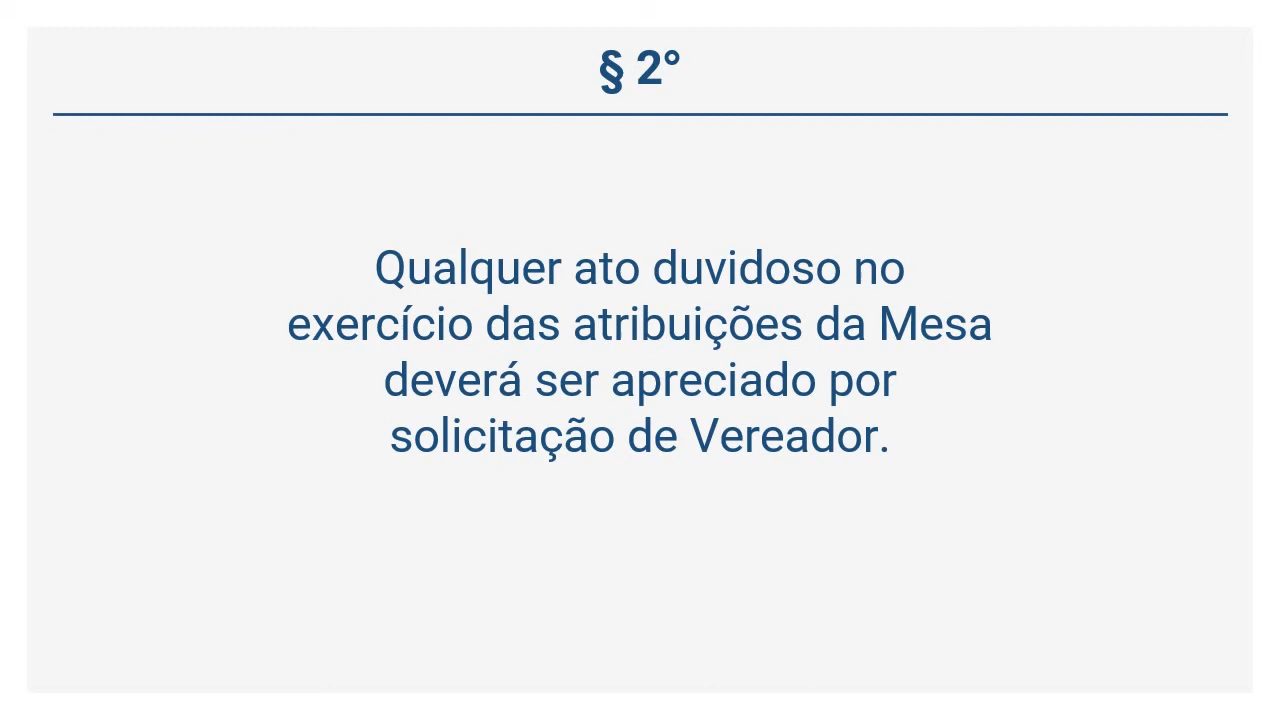 § 2°
Qualquer ato duvidoso no
exercício das atribuições da Mesa
deverá ser apreciado por
solicitação de Vereador.